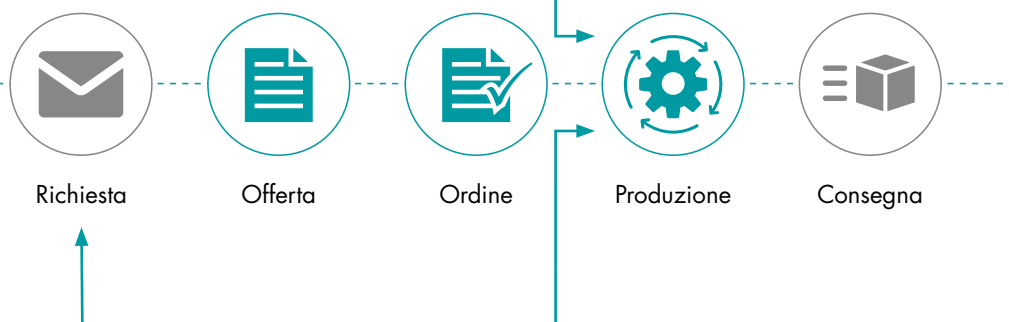 Richiesta
Offerta
Ordine
Produzione
Consegna